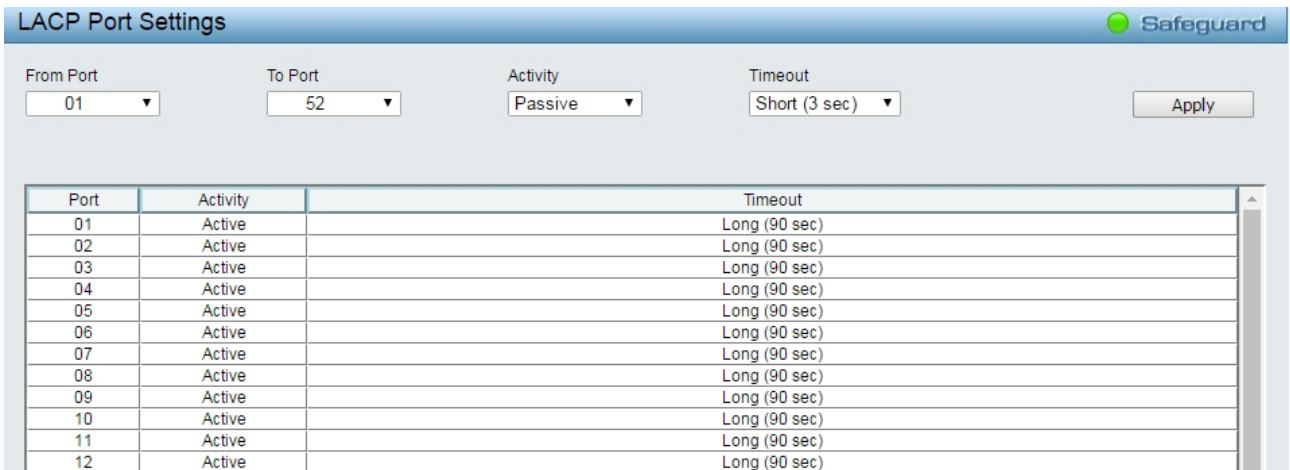 LACP Port Settings Safeguard
From Port To Port Activity Timeout
01 52 Passive Short (3 sec) Apply
Port Activity Timeout
01 Active Long (90 sec)
02 Active Long (90 sec)
03 Active Long (90 sec)
04 Active Long (90 sec)
05 Active Long (90 sec)
06 Active Long (90 sec)
07 Active Long (90 sec)
08 Active Long (90 sec)
09 Active Long (90 sec)
10 Active Long (90 sec)
11 Active Long (90 sec)
12 Active Long (90 sec)